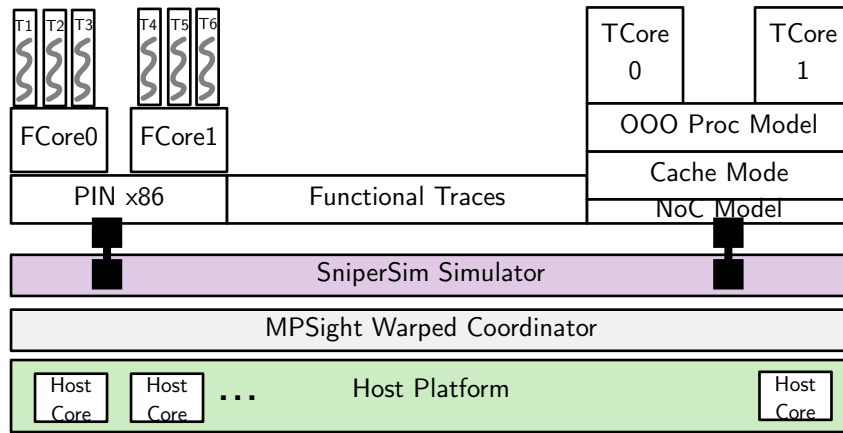 T1 T2 T3 T4 T5 T6
TCore
0
TCore
1
FCore0 FCore1
OOO Proc Model
Cache Mode
PIN x86 Functional Traces
NoC Model
SniperSim Simulator
MPSight Warped Coordinator
Host
Core
Host
Core
...
Host Platform
Host
Core